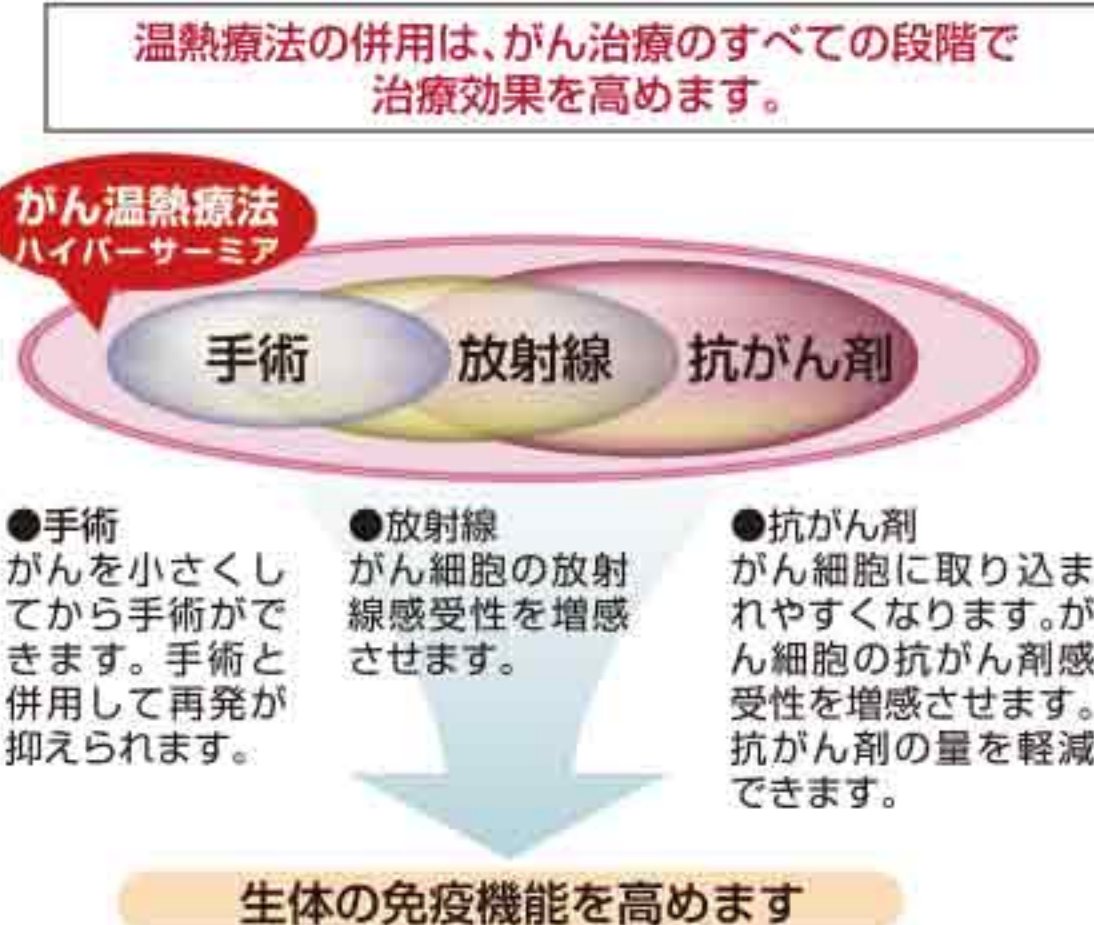 温熱療法の併用は、がん治療のすべての段階で
治療効果を高めます。
がん温熱療法
ハイパーサーミア
手術
放射線
抗がん剤
●手術
がんを小さくし
てから手術がで
きます。手術と
併用して再発が
抑えられます。
●放射線
がん細胞の放射
線感受性を増感
させます。
●抗がん剤
がん細胞に取り込ま
れやすくなります。が
ん細胞の抗がん剤感
受性を増感させます。
抗がん剤の量を軽減
できます。
生体の免疫機能を高めます